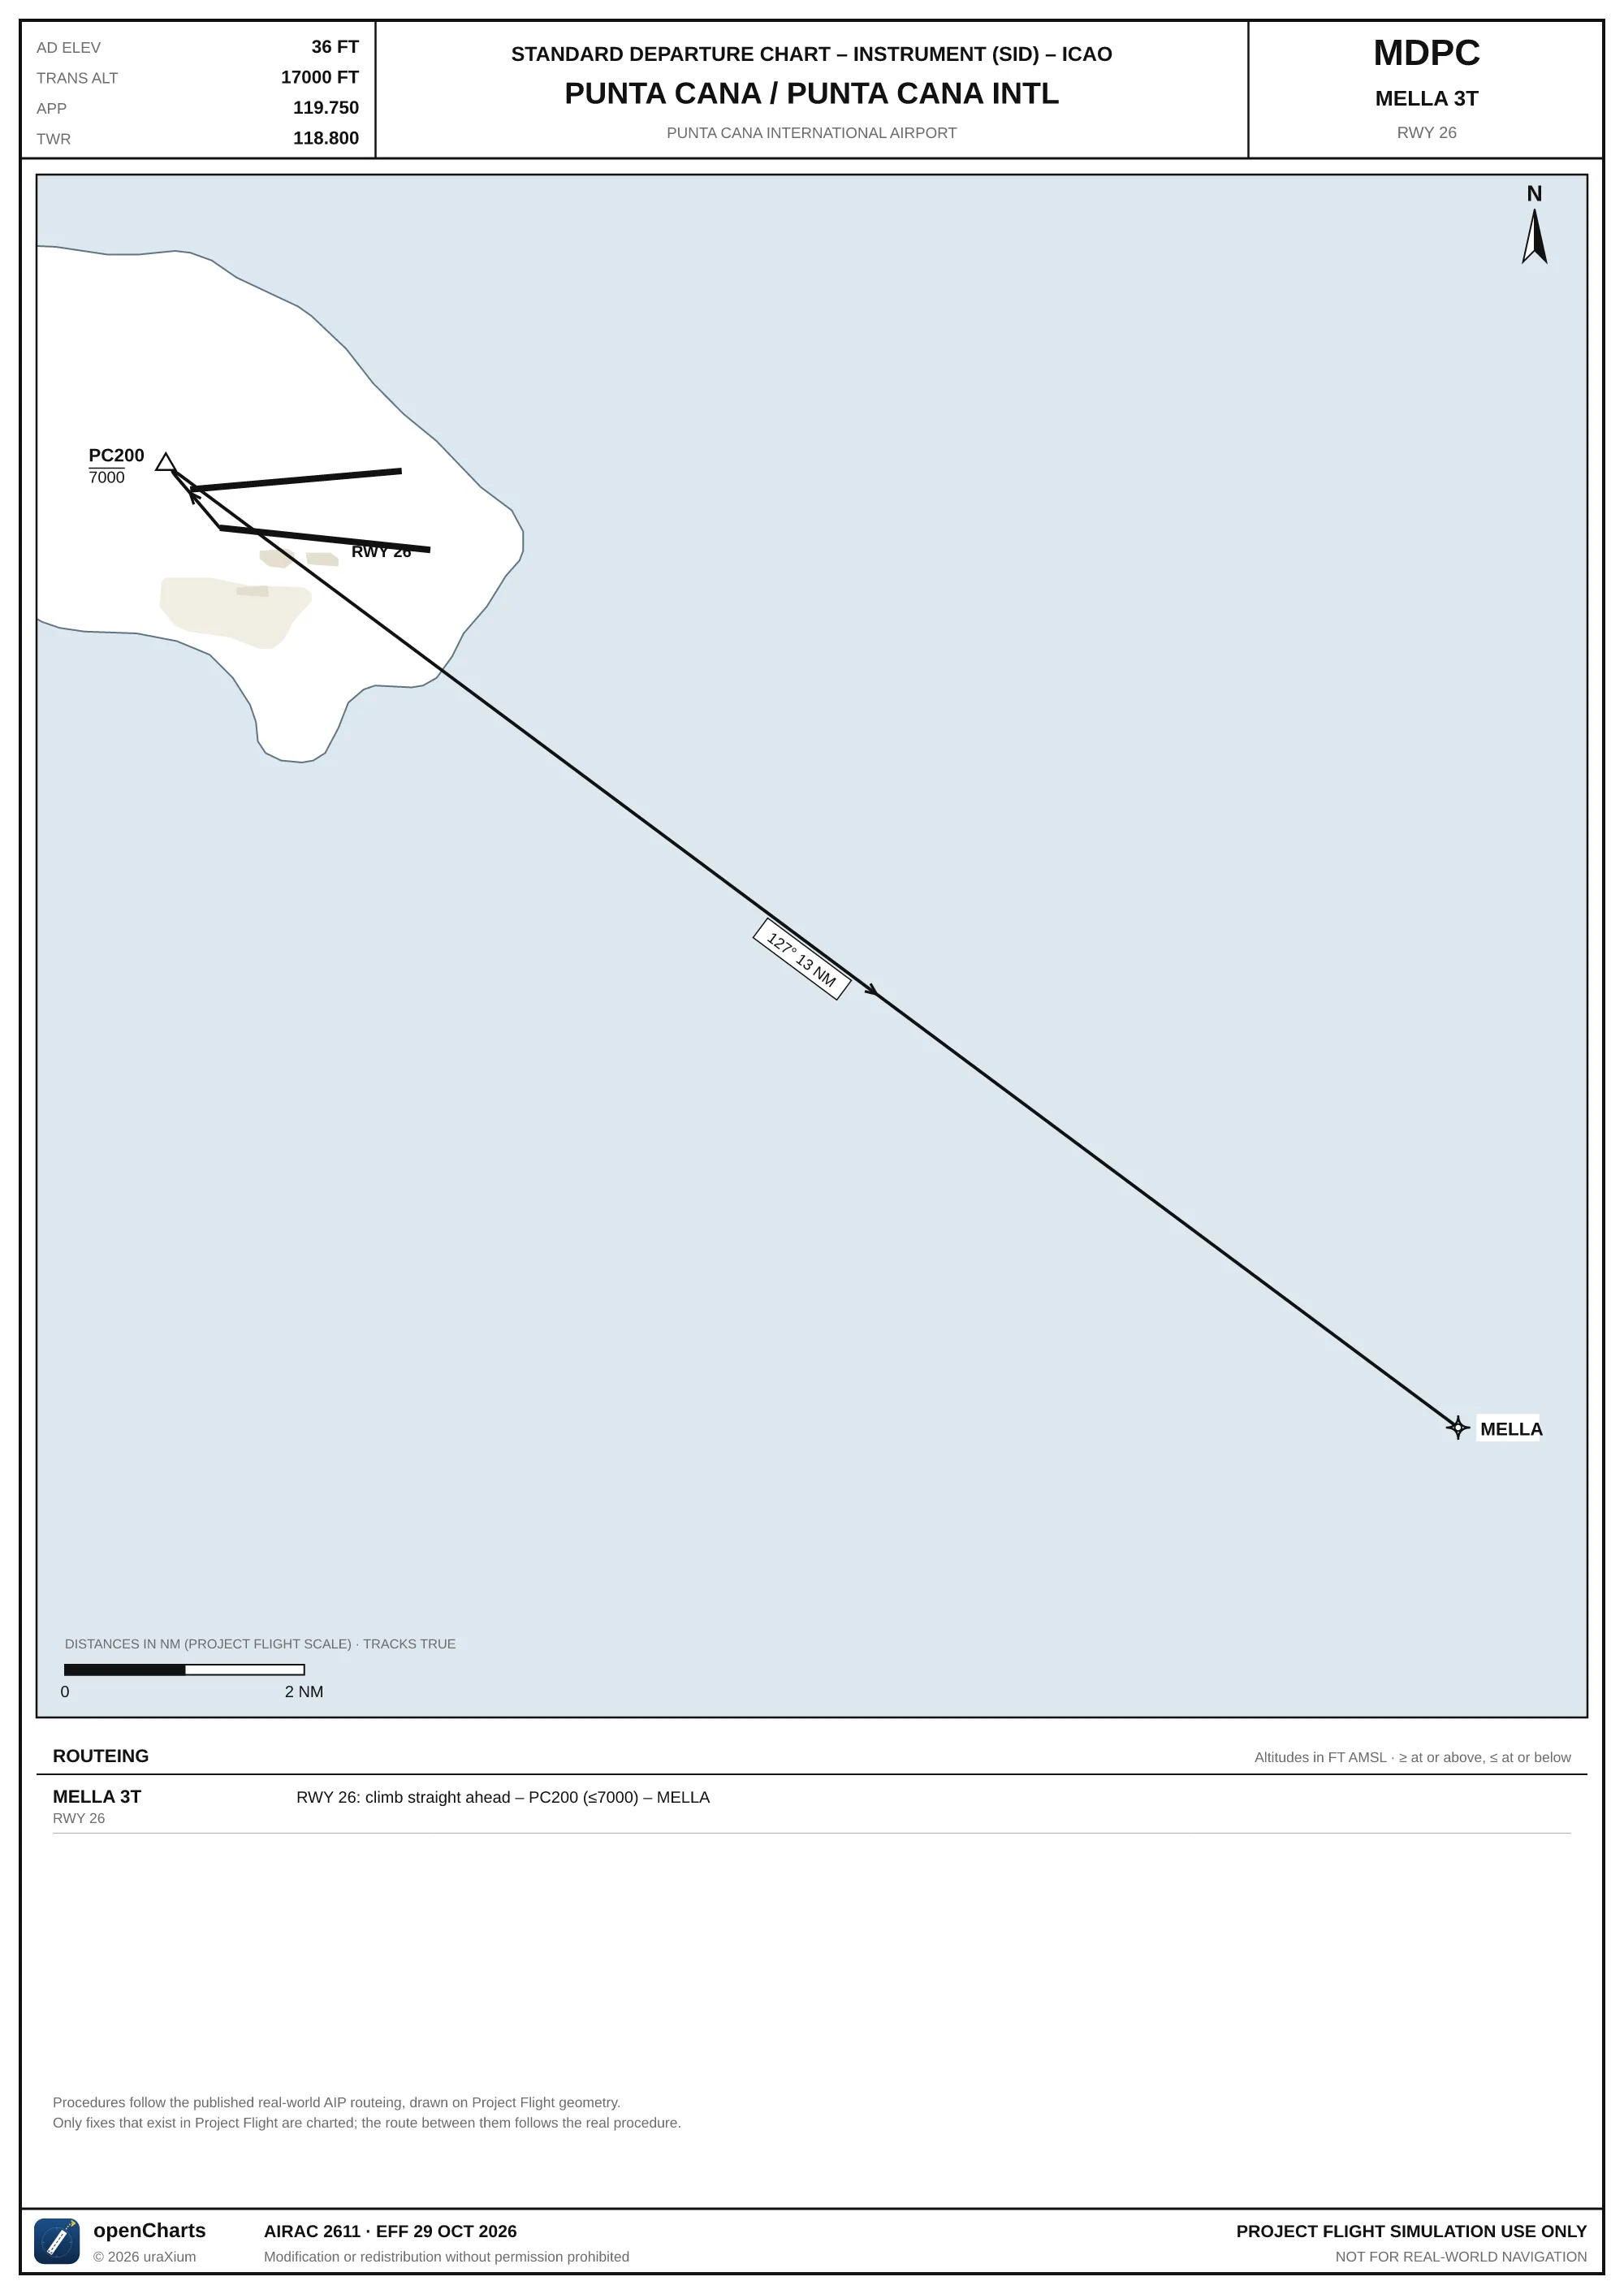 AD ELEV 36 FT
TRANS ALT 17000 FT
APP 119.750
TWR 118.800
STANDARD DEPARTURE CHART – INSTRUMENT (SID) – ICAO
PUNTA CANA / PUNTA CANA INTL
PUNTA CANA INTERNATIONAL AIRPORT
MDPC
MELLA 3T
RWY 26
N
PC200
7000
RWY 26
127° 13 NM
MELLA
DISTANCES IN NM (PROJECT FLIGHT SCALE) · TRACKS TRUE
0 2 NM
ROUTEING Altitudes in FT AMSL · ≥ at or above, ≤ at or below
MELLA 3T RWY 26: climb straight ahead – PC200 (≤7000) – MELLA
RWY 26
Procedures follow the published real-world AIP routeing, drawn on Project Flight geometry.
Only fixes that exist in Project Flight are charted; the route between them follows the real procedure.
openCharts AIRAC 2611 · EFF 29 OCT 2026 PROJECT FLIGHT SIMULATION USE ONLY
© 2026 uraXium Modification or redistribution without permission prohibited NOT FOR REAL-WORLD NAVIGATION